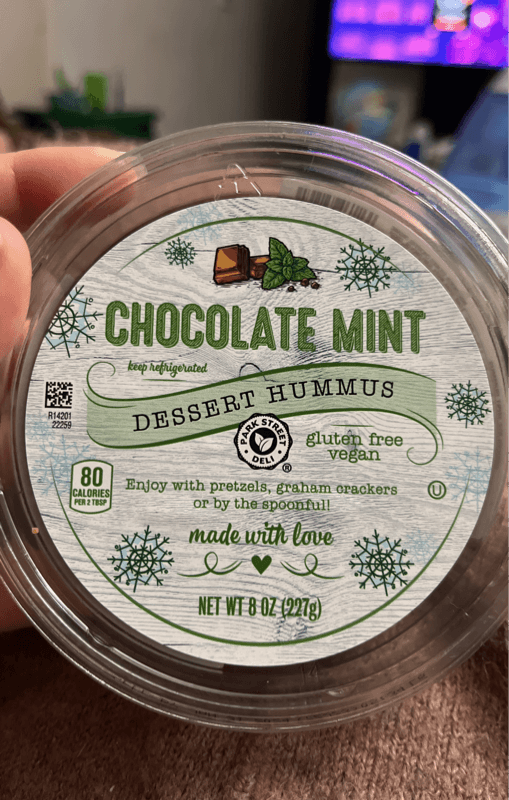 CHOCOLATE MINT
keep refrigerated
DESSERT HUMMUS
R14201
22259
PARK STREET
DELI
®
gluten free
vegan
80
CALORIES
PER 2 TBSP
Enjoy with pretzels, graham crackers
or by the spoonful!
U
made with love
NET WT 8 OZ (227g)